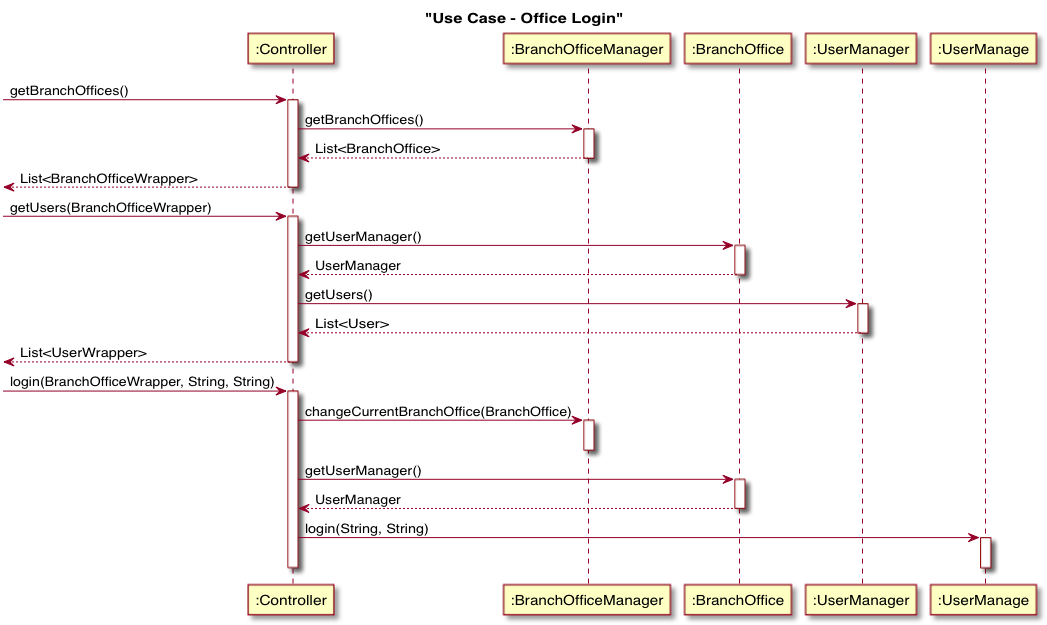 "Use Case - Office Login"
:Controller :BranchOfficeManager :BranchOffice :UserManager :UserManage
getBranchOffices()
getBranchOffices()
List<BranchOffice>
List<BranchOfficeWrapper>
getUsers(BranchOfficeWrapper)
getUserManager()
UserManager
getUsers()
List<User>
List<UserWrapper>
login(BranchOfficeWrapper, String, String)
changeCurrentBranchOffice(BranchOffice)
getUserManager()
UserManager
login(String, String)
:Controller :BranchOfficeManager :BranchOffice :UserManager :UserManage